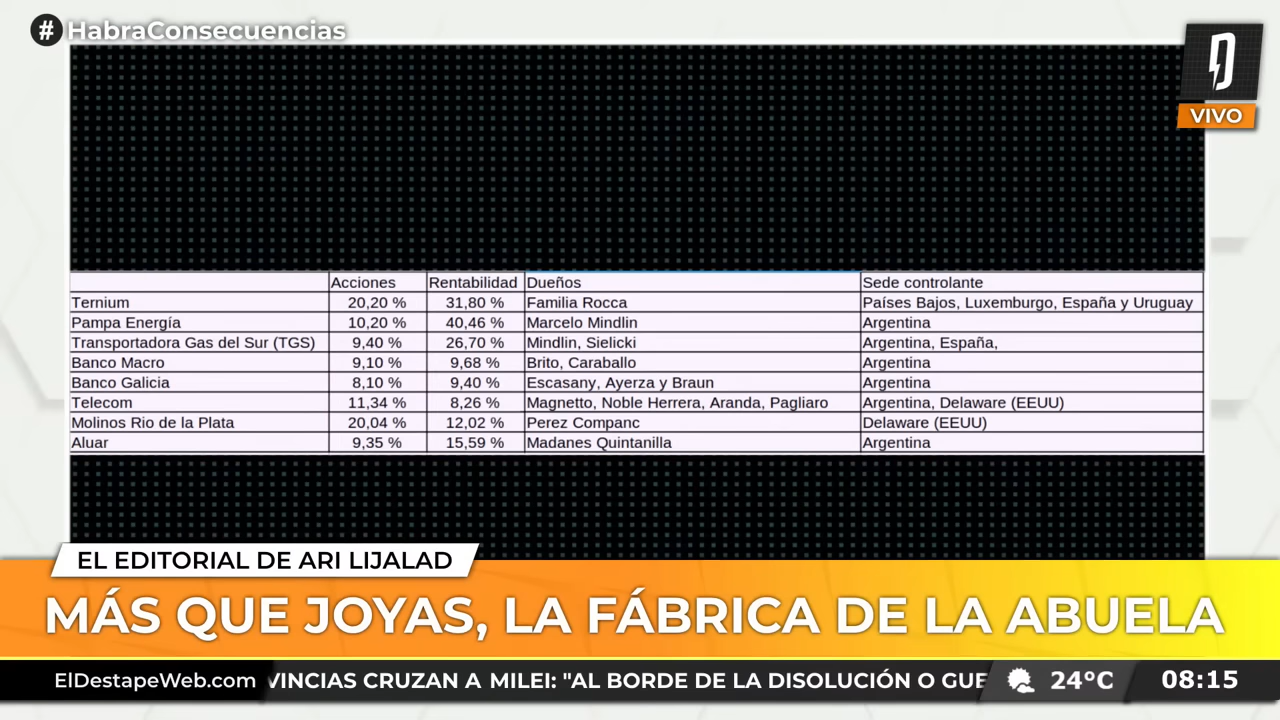 # HabraConsecuencias
VIVO
Acciones Rentabilidad Dueños Sede controlante
Ternium 20,20 % 31,80 % Familia Rocca Países Bajos, Luxemburgo, España y Uruguay
Pampa Energía 10,20 % 40,46 % Marcelo Mindlin Argentina
Transportadora Gas del Sur (TGS) 9,40 % 26,70 % Mindlin, Sielicki Argentina, España,
Banco Macro 9,10 % 9,68 % Brito, Caraballo Argentina
Banco Galicia 8,10 % 9,40 % Escasany, Ayerza y Braun Argentina
Telecom 11,34 % 8,26 % Magnetto, Noble Herrera, Aranda, Pagliaro Argentina, Delaware (EEUU)
Molinos Rio de la Plata 20,04 % 12,02 % Perez Companc Delaware (EEUU)
Aluar 9,35 % 15,59 % Madanes Quintanilla Argentina
EL EDITORIAL DE ARI LIJALAD
MÁS QUE JOYAS, LA FÁBRICA DE LA ABUELA
ElDestapeWeb.com VINCIAS CRUZAN A MILEI: "AL BORDE DE LA DISOLUCIÓN O GUE 24°C 08:15